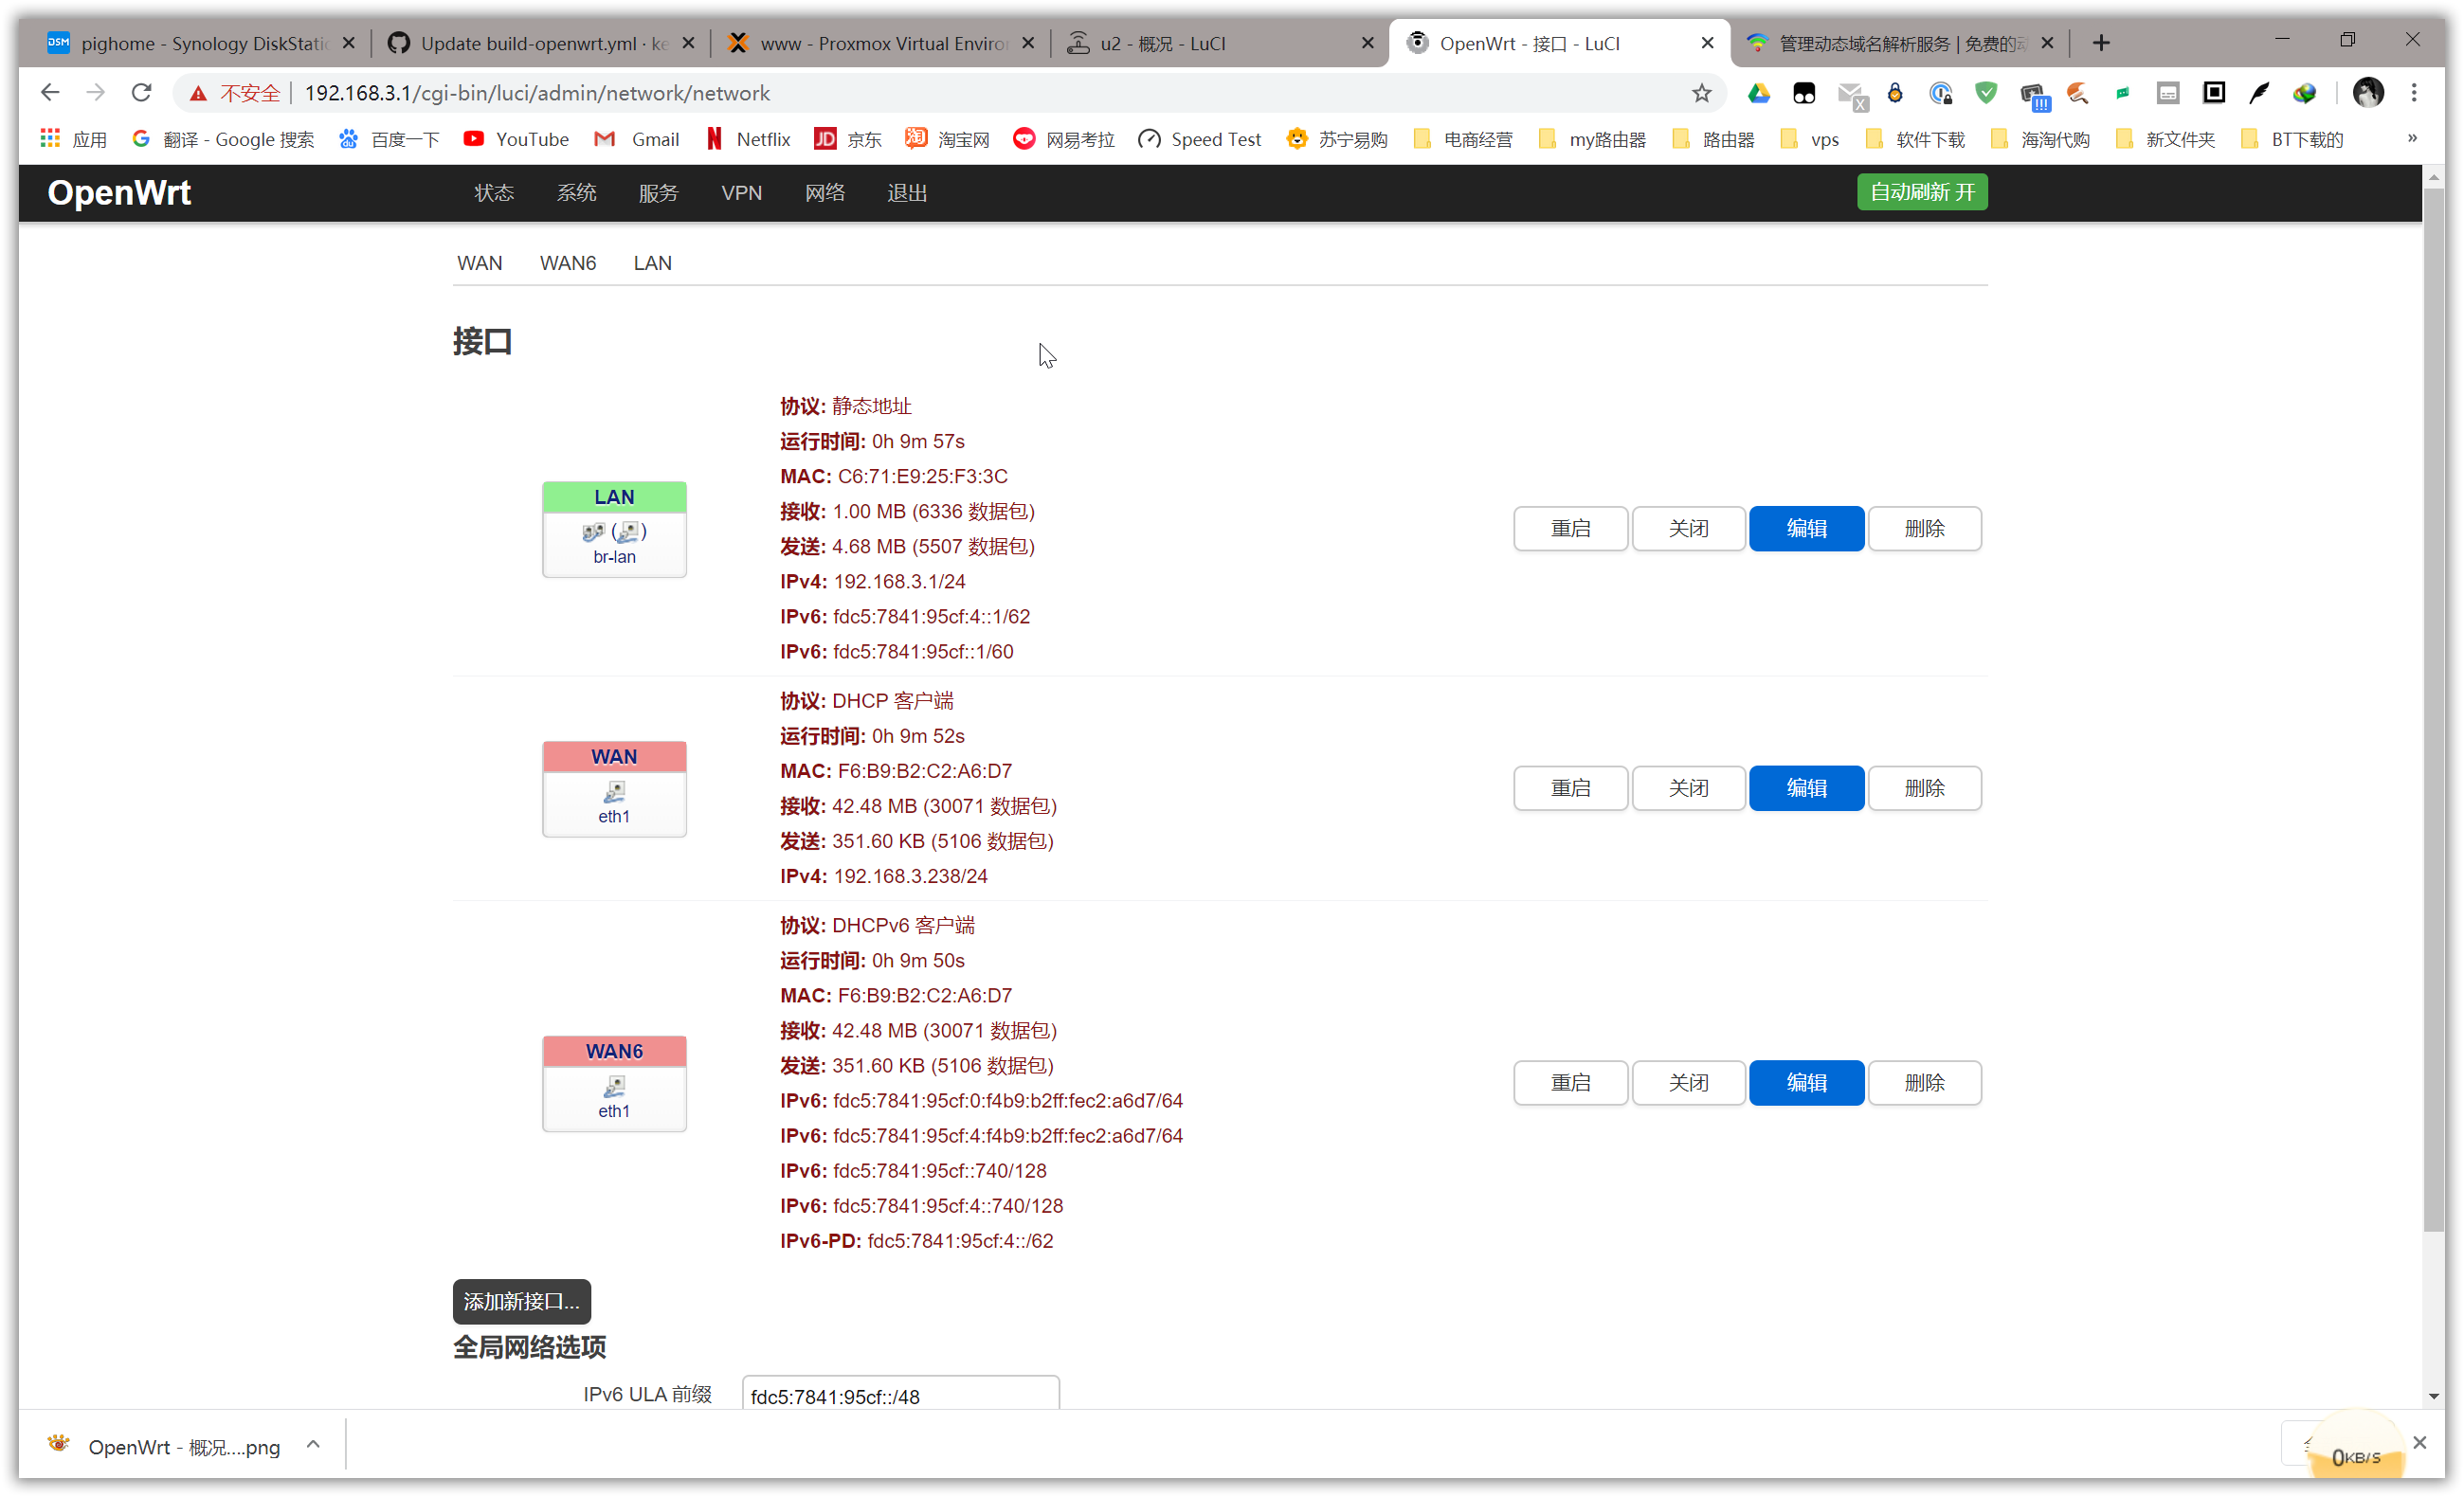 pighome - Synology DiskStatio
Update build-openwrt.yml · ke
www - Proxmox Virtual Enviro
u2 - 概况 - LuCI
OpenWrt - 接口 - LuCI
管理动态域名解析服务 | 免费的动
不安全 192.168.3.1/cgi-bin/luci/admin/network/network
应用 翻译 - Google 搜索 百度一下 YouTube Gmail Netflix 京东 淘宝网 网易考拉 Speed Test 苏宁易购 电商经营 my路由器 路由器 vps 软件下载 海淘代购 新文件夹 BT下载的 »
OpenWrt 状态 系统 服务 VPN 网络 退出 自动刷新 开
WAN WAN6 LAN
接口
LAN
br-lan
协议: 静态地址
运行时间: 0h 9m 57s
MAC: C6:71:E9:25:F3:3C
接收: 1.00 MB (6336 数据包)
发送: 4.68 MB (5507 数据包)
IPv4: 192.168.3.1/24
IPv6: fdc5:7841:95cf:4::1/62
IPv6: fdc5:7841:95cf::1/60
重启 关闭 编辑 删除
WAN
eth1
协议: DHCP 客户端
运行时间: 0h 9m 52s
MAC: F6:B9:B2:C2:A6:D7
接收: 42.48 MB (30071 数据包)
发送: 351.60 KB (5106 数据包)
IPv4: 192.168.3.238/24
重启 关闭 编辑 删除
WAN6
eth1
协议: DHCPv6 客户端
运行时间: 0h 9m 50s
MAC: F6:B9:B2:C2:A6:D7
接收: 42.48 MB (30071 数据包)
发送: 351.60 KB (5106 数据包)
IPv6: fdc5:7841:95cf:0:f4b9:b2ff:fec2:a6d7/64
IPv6: fdc5:7841:95cf:4:f4b9:b2ff:fec2:a6d7/64
IPv6: fdc5:7841:95cf::740/128
IPv6: fdc5:7841:95cf:4::740/128
IPv6-PD: fdc5:7841:95cf:4::/62
重启 关闭 编辑 删除
添加新接口...
全局网络选项
IPv6 ULA 前缀 fdc5:7841:95cf::/48
OpenWrt - 概况....png
0KB/S